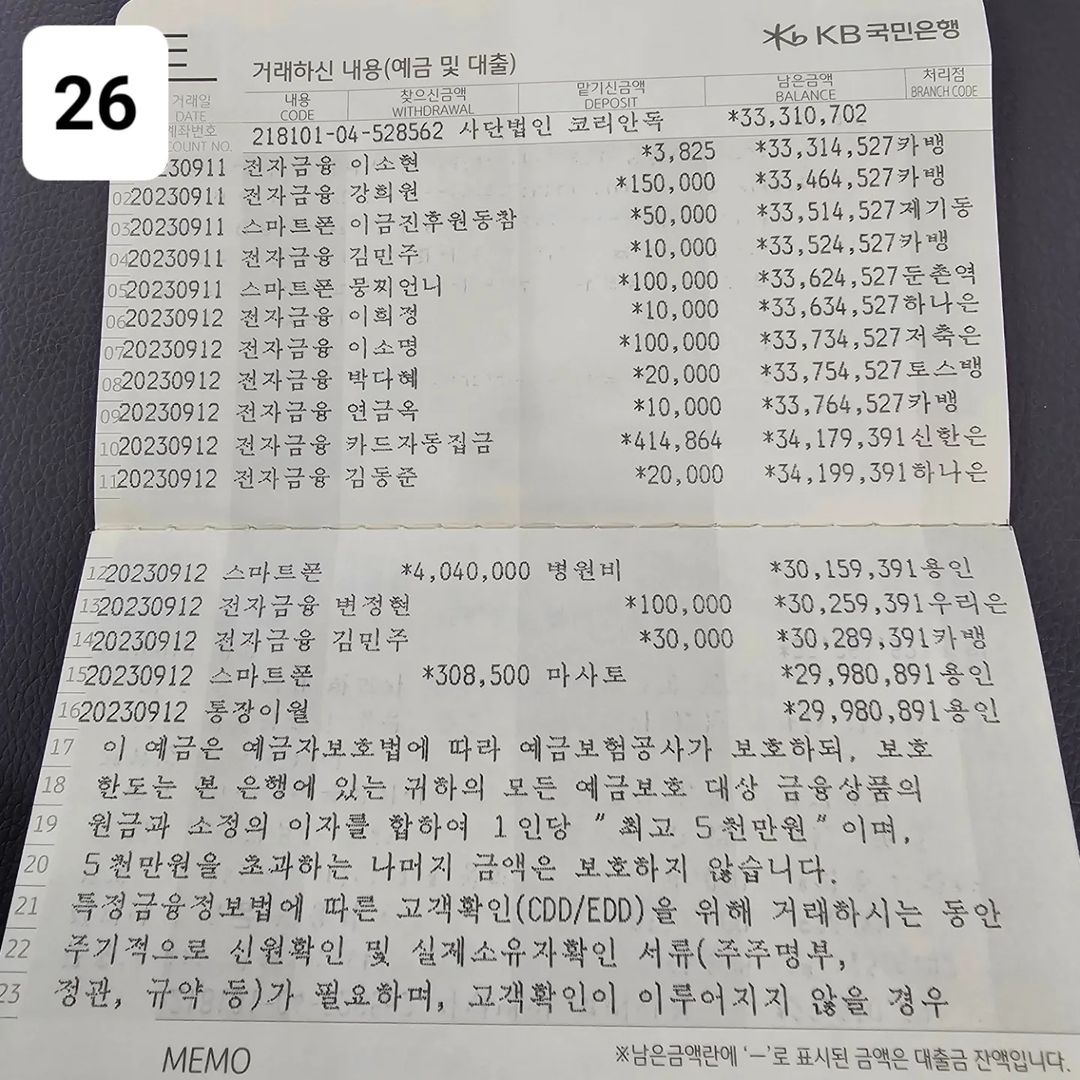 26
KB국민은행
거래하신 내용(예금 및 대출)
거래일 DATE 계좌번호 COUNT NO. 내용 CODE 찾으신금액 WITHDRAWAL 맡기신금액 DEPOSIT 남은금액 BALANCE 처리점 BRANCH CODE
218101-04-528562 사단법인 코리안독 *33,310,702
30911 전자금융 이소현 *3,825 *33,314,527카뱅
02 20230911 전자금융 강희원 *150,000 *33,464,527카뱅
03 20230911 스마트폰 이금진후원동참 *50,000 *33,514,527제기동
04 20230911 전자금융 김민주 *10,000 *33,524,527카뱅
05 20230911 스마트폰 뭉찌언니 *100,000 *33,624,527둔촌역
06 20230912 전자금융 이희정 *10,000 *33,634,527하나은
07 20230912 전자금융 이소명 *100,000 *33,734,527저축은
08 20230912 전자금융 박다혜 *20,000 *33,754,527토스뱅
09 20230912 전자금융 연금옥 *10,000 *33,764,527카뱅
10 20230912 전자금융 카드자동집금 *414,864 *34,179,391신한은
11 20230912 전자금융 김동준 *20,000 *34,199,391하나은
12 20230912 스마트폰 *4,040,000 병원비 *30,159,391용인
13 20230912 전자금융 변정현 *100,000 *30,259,391우리은
14 20230912 전자금융 김민주 *30,000 *30,289,391카뱅
15 20230912 스마트폰 *308,500 마사토 *29,980,891용인
16 20230912 통장이월 *29,980,891용인
17 이 예금은 예금자보호법에 따라 예금보험공사가 보호하되, 보호
18 한도는 본 은행에 있는 귀하의 모든 예금보호 대상 금융상품의
19 원금과 소정의 이자를 합하여 1인당 "최고 5천만원"이며,
20 5천만원을 초과하는 나머지 금액은 보호하지 않습니다.
21 특정금융정보법에 따른 고객확인(CDD/EDD)을 위해 거래하시는 동안
22 주기적으로 신원확인 및 실제소유자확인 서류(주주명부,
23 정관, 규약 등)가 필요하며, 고객확인이 이루어지지 않을 경우
MEMO
※남은금액란에 '-'로 표시된 금액은 대출금 잔액입니다.